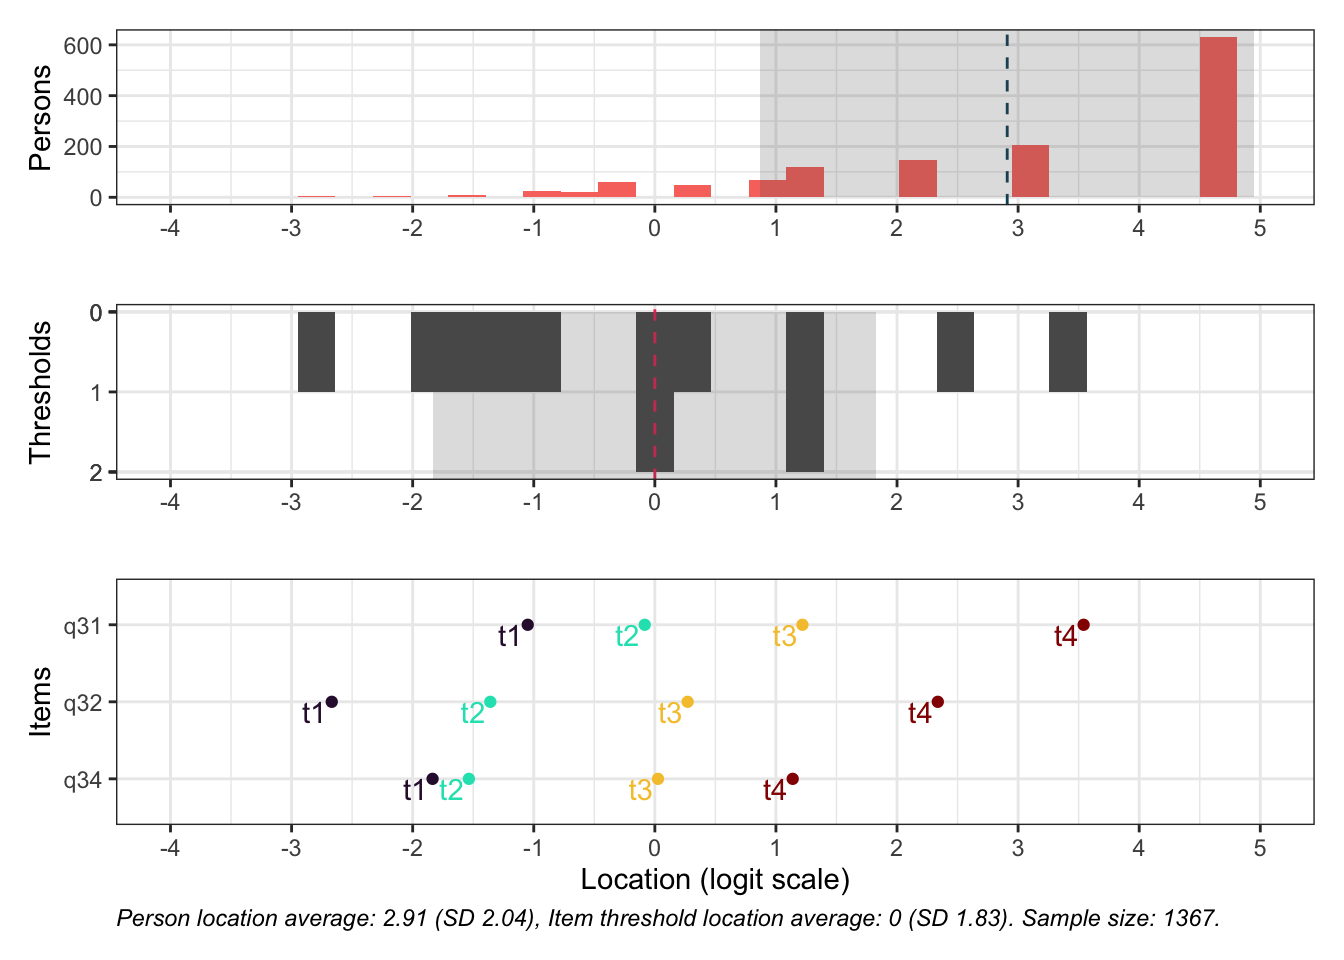 Persons
600
400
200
0
-4 -3 -2 -1 0 1 2 3 4 5
Thresholds
0
1
2
-4 -3 -2 -1 0 1 2 3 4 5
Items
q31 t1 t2 t3 t4
q32 t1 t2 t3 t4
q34 t1 t2 t3 t4
-4 -3 -2 -1 0 1 2 3 4 5
Location (logit scale)
Person location average: 2.91 (SD 2.04), Item threshold location average: 0 (SD 1.83). Sample size: 1367.